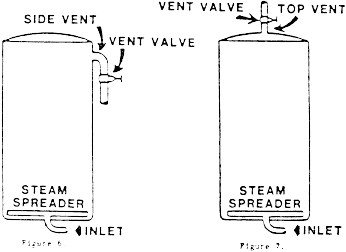 SIDE VENT
VENT VALVE
STEAM
SPREADER
INLET
Figure 6
VENT VALVE
TOP VENT
STEAM
SPREADER
INLET
Figure 7.